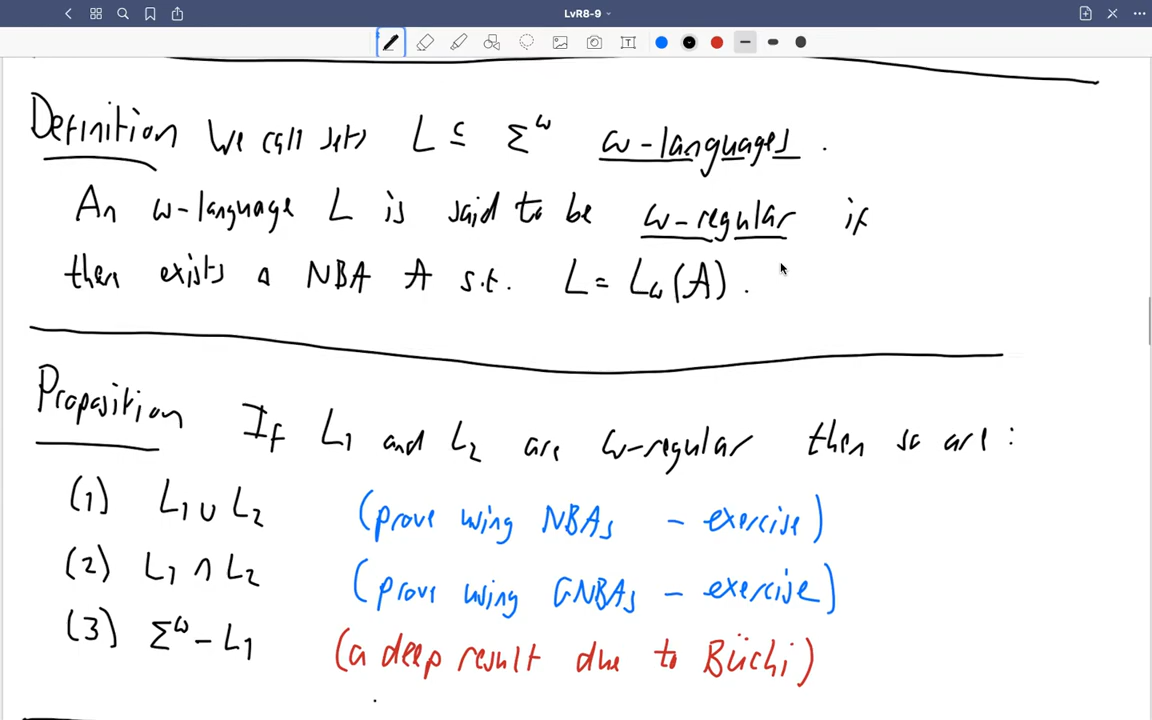 LvR8-9
Definition We call sets L ⊆ Σ^ω ω-languages.
An ω-language L is said to be ω-regular if
then exists a NBA A s.t. L = L_ω(A).
Proposition If L₁ and L₂ are ω-regular then so are:
(1) L₁ ∪ L₂ (prove using NBAs - exercise)
(2) L₁ ∩ L₂ (prove using GNBAs - exercise)
(3) Σ^ω - L₁ (a deep result due to Büchi)